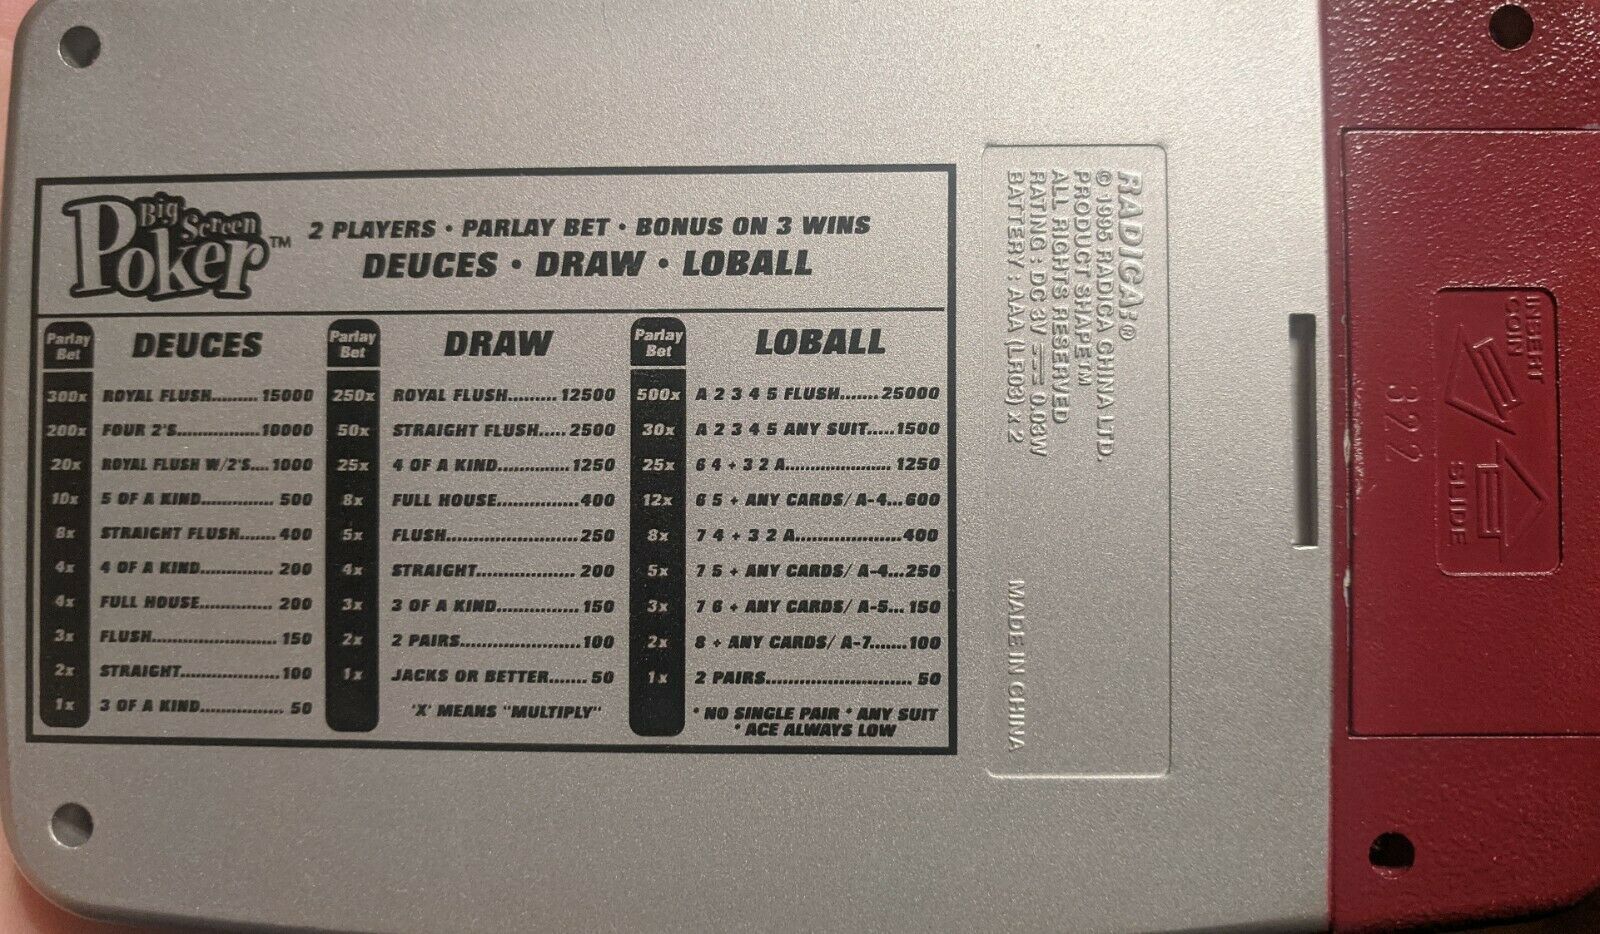 Big Screen Poker™
2 PLAYERS · PARLAY BET · BONUS ON 3 WINS
DEUCES · DRAW · LOBALL
Parlay Bet DEUCES
300x ROYAL FLUSH.........15000
200x FOUR 2'S.................10000
20x ROYAL FLUSH W/2'S....1000
10x 5 OF A KIND...............500
8x STRAIGHT FLUSH.......400
4x 4 OF A KIND...............200
4x FULL HOUSE...............200
3x FLUSH..........................150
2x STRAIGHT.....................100
1x 3 OF A KIND.................50
Parlay Bet DRAW
250x ROYAL FLUSH.........12500
50x STRAIGHT FLUSH.....2500
25x 4 OF A KIND...............1250
8x FULL HOUSE.................400
5x FLUSH...........................250
4x STRAIGHT.....................200
3x 3 OF A KIND.................150
2x 2 PAIRS.........................100
1x JACKS OR BETTER.......50
'X' MEANS "MULTIPLY"
Parlay Bet LOBALL
500x A 2 3 4 5 FLUSH.......25000
30x A 2 3 4 5 ANY SUIT.....1500
25x 6 4 + 3 2 A......................1250
12x 6 5 + ANY CARDS/ A-4...600
8x 7 4 + 3 2 A......................400
5x 7 5 + ANY CARDS/ A-4...250
3x 7 6 + ANY CARDS/ A-5...150
2x 8 + ANY CARDS/ A-7.......100
1x 2 PAIRS..............................50
* NO SINGLE PAIR * ANY SUIT
* ACE ALWAYS LOW
RADICA:®
© 1995 RADICA CHINA LTD.
PRODUCT SHAPE™
ALL RIGHTS RESERVED
RATING : DC 3V ⎓ 0.03W
BATTERY : AAA (LR03) x 2
MADE IN CHINA
INSERT
COIN
SLIDE
322